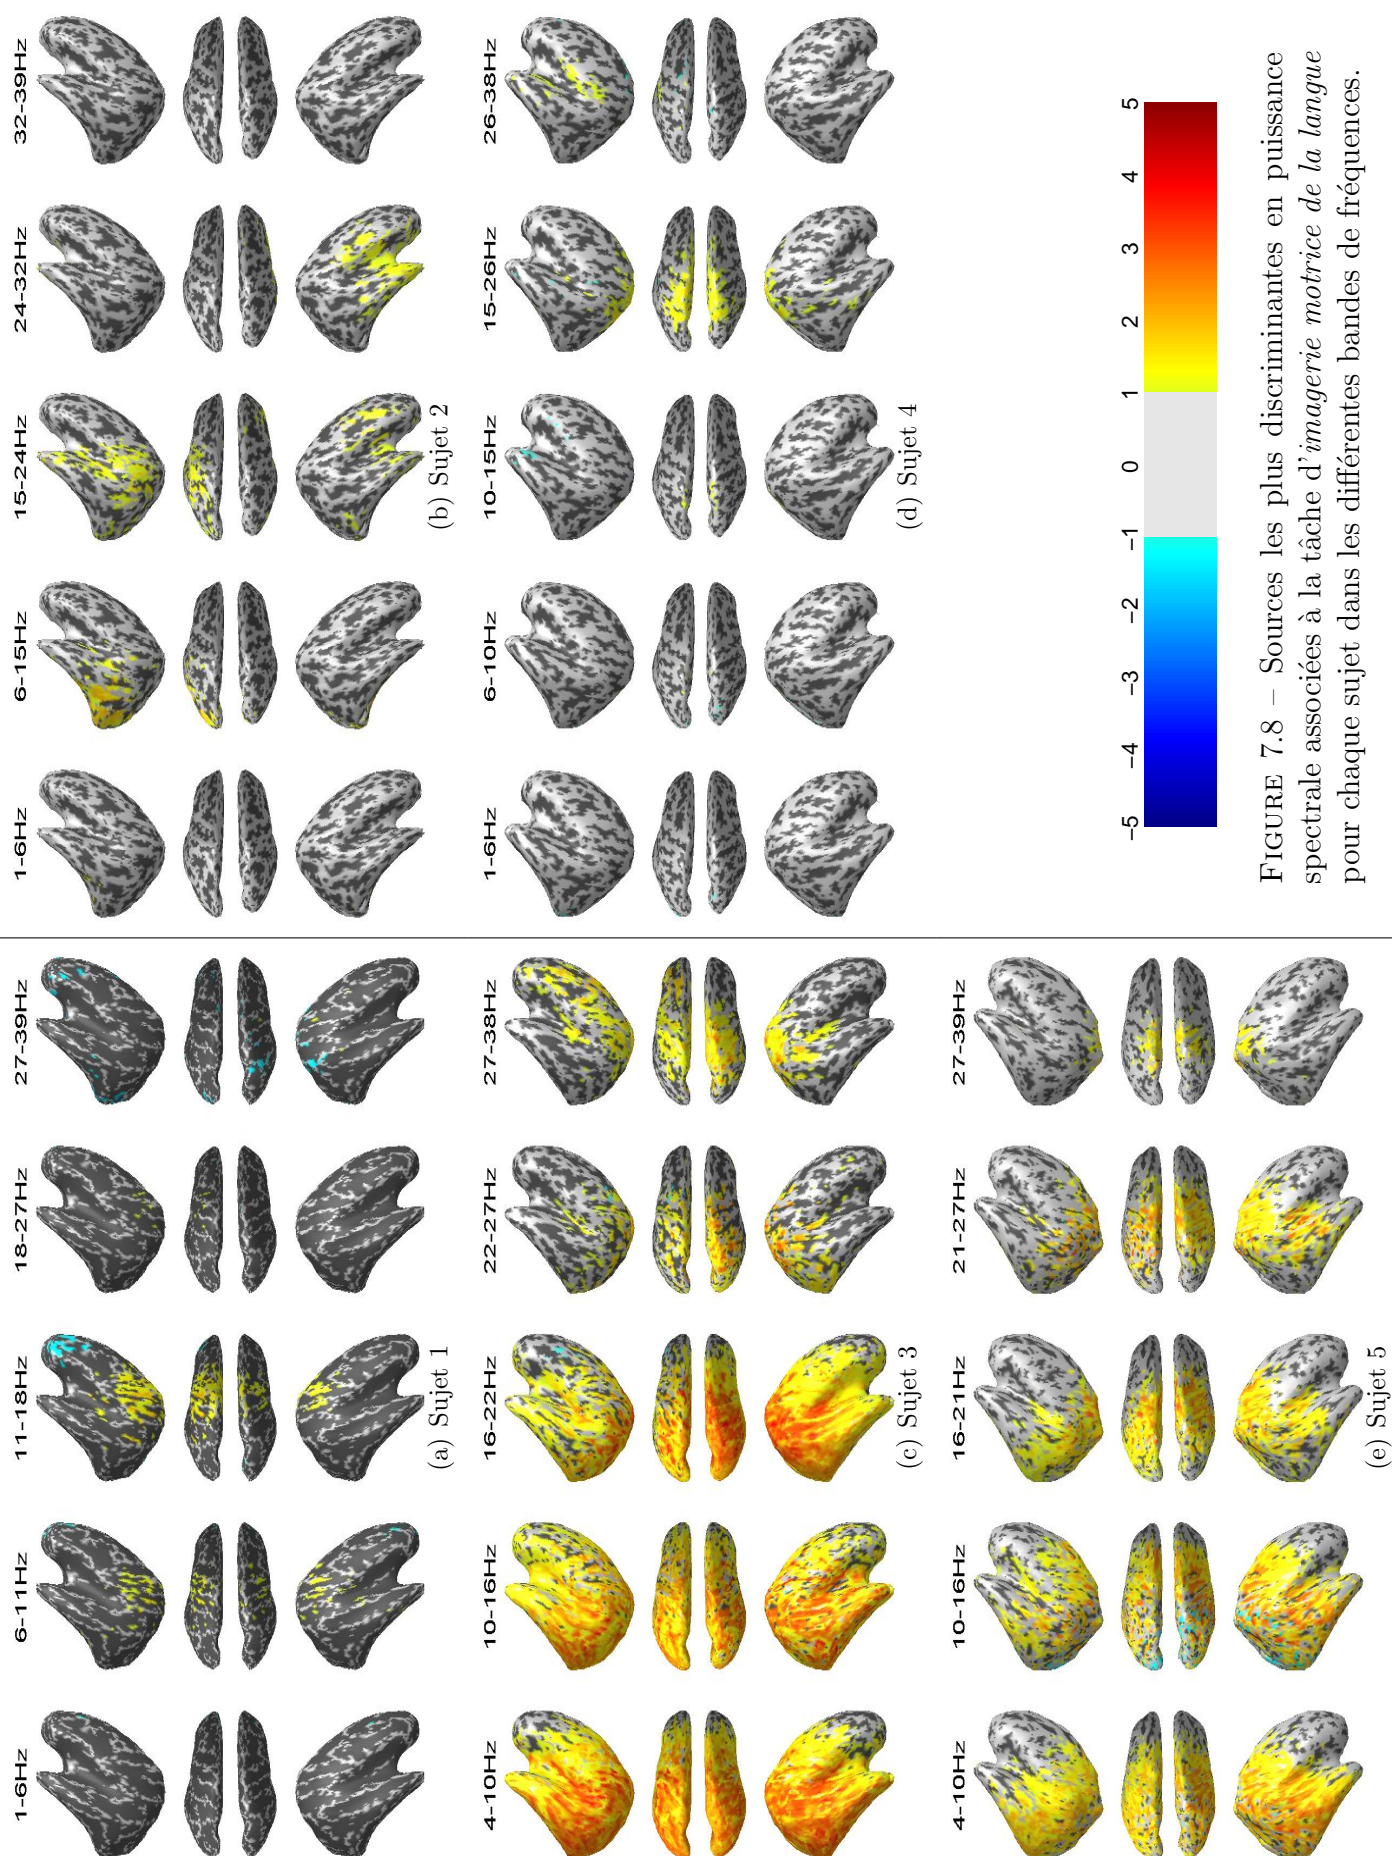 1-6Hz 6-11Hz 11-18Hz 18-27Hz 27-39Hz
(a) Sujet 1
1-6Hz 6-15Hz 15-24Hz 24-32Hz 32-39Hz
(b) Sujet 2
4-10Hz 10-16Hz 16-22Hz 22-27Hz 27-38Hz
(c) Sujet 3
1-6Hz 6-10Hz 10-15Hz 15-26Hz 26-38Hz
(d) Sujet 4
4-10Hz 10-16Hz 16-21Hz 21-27Hz 27-39Hz
(e) Sujet 5
−5 −4 −3 −2 −1 0 1 2 3 4 5
FIGURE 7.8 – Sources les plus discriminantes en puissance
spectrale associées à la tâche d'imagerie motrice de la langue
pour chaque sujet dans les différentes bandes de fréquences.